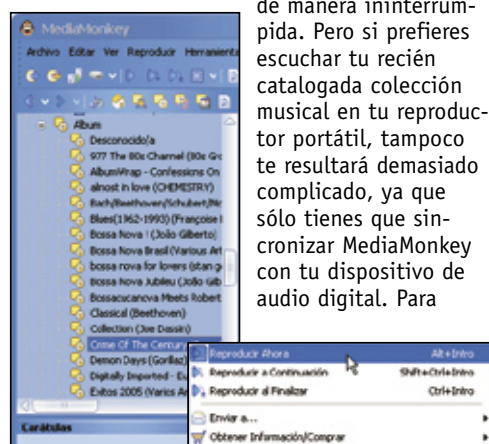 MediaMonkey
Archivo Editar Ver Reproducir Herramienta
Album
Desconocido/a
977 The 80s Channel (80s Gro
AlbumWrap - Confessions On
almost in love (CHEMISTRY)
Bach/Beethoven/Schubert/
Blues(1962-1993)(Françoise
Bossa Nova ! (João Gilberto)
Bossa Nova Brasil (Various Art
bossa nova for lovers (stan g
Bossa Nova Jubileu (João Gilb
Bossacucanova Meets Robert
Classical (Beethoven)
Collection (Joe Dassin)
Crime Of The Century
Demon Days (Gorillaz)
Digitally Imported - Eu
Exitos 2005 (Varios Ar
Carátulas
Reproducir Ahora Alt+Intro
Reproducir a Continuación Shift+Ctrl+Intro
Reproducir al Finalizar Ctrl+Intro
Enviar a...
Obtener Información/Comprar
de manera ininterrum-
pida. Pero si prefieres
escuchar tu recién
catalogada colección
musical en tu reproduc-
tor portátil, tampoco
te resultará demasiado
complicado, ya que
sólo tienes que sin-
cronizar MediaMonkey
con tu dispositivo de
audio digital. Para